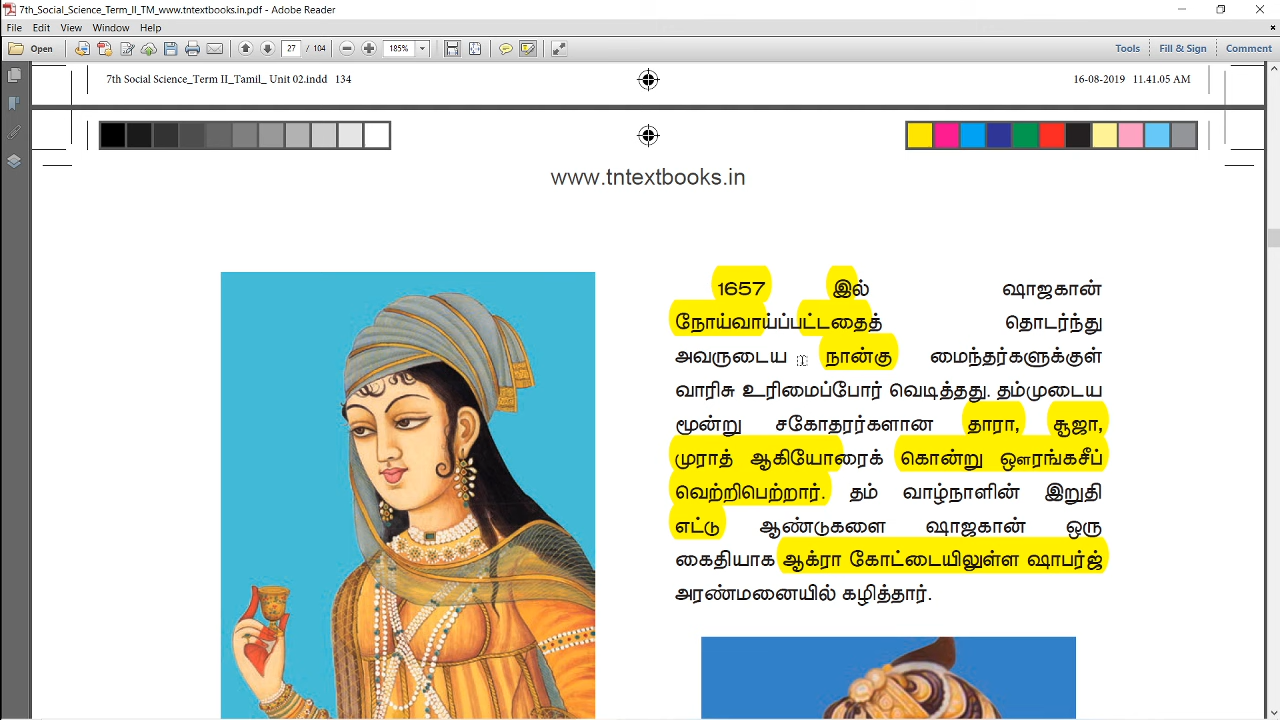 7th_Social_Science_Term_II_TM_www.tntextbooks.in.pdf - Adobe Reader
File Edit View Window Help
Open 27 / 104 185% Tools Fill & Sign Comment
7th Social Science_Term II_Tamil_ Unit 02.indd 134 16-08-2019 11.41.05 AM
www.tntextbooks.in
1657 இல் ஷாஜகான்
நோய்வாய்ப்பட்டதைத் தொடர்ந்து
அவருடைய நான்கு மைந்தர்களுக்குள்
வாரிசு உரிமைப்போர் வெடித்தது. தம்முடைய
மூன்று சகோதரர்களான தாரா, சூஜா,
முராத் ஆகியோரைக் கொன்று ஔரங்கசீப்
வெற்றிபெற்றார். தம் வாழ்நாளின் இறுதி
எட்டு ஆண்டுகளை ஷாஜகான் ஒரு
கைதியாக ஆக்ரா கோட்டையிலுள்ள ஷாபர்ஜ்
அரண்மனையில் கழித்தார்.